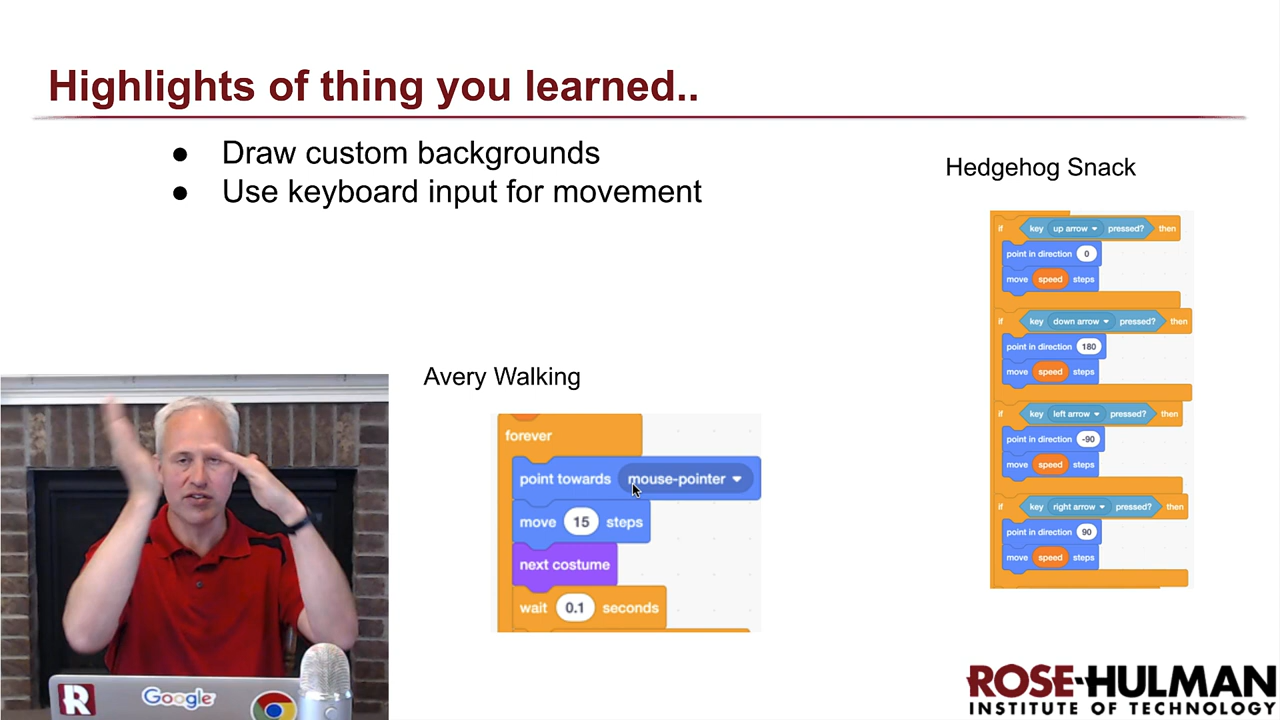 Highlights of thing you learned..
● Draw custom backgrounds
● Use keyboard input for movement
Hedgehog Snack
if key up arrow pressed? then
point in direction 0
move speed steps
if key down arrow pressed? then
point in direction 180
move speed steps
if key left arrow pressed? then
point in direction -90
move speed steps
if key right arrow pressed? then
point in direction 90
move speed steps
Avery Walking
forever
point towards mouse-pointer
move 15 steps
next costume
wait 0.1 seconds
R
Google
ROSE-HULMAN
INSTITUTE OF TECHNOLOGY